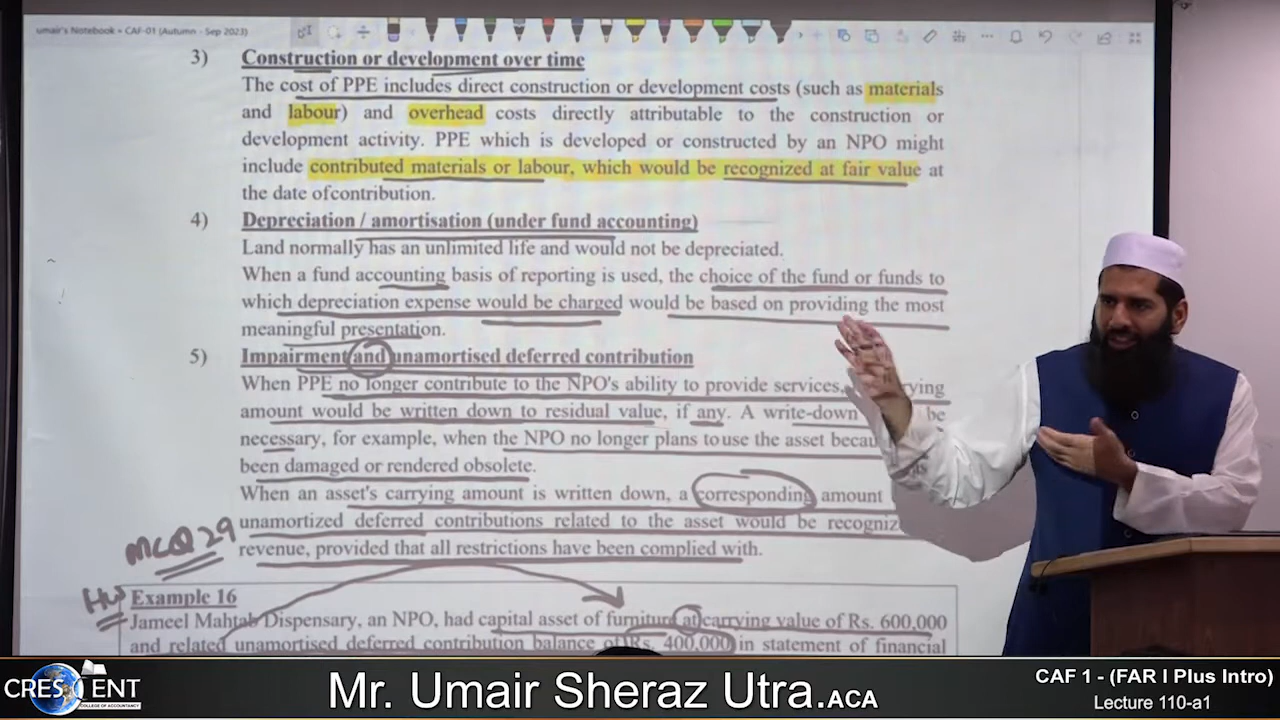 umair's Notebook » CAF-01 (Autumn - Sep 2023)
3) Construction or development over time
The cost of PPE includes direct construction or development costs (such as materials
and labour) and overhead costs directly attributable to the construction or
development activity. PPE which is developed or constructed by an NPO might
include contributed materials or labour, which would be recognized at fair value at
the date ofcontribution.
4) Depreciation / amortisation (under fund accounting)
Land normally has an unlimited life and would not be depreciated.
When a fund accounting basis of reporting is used, the choice of the fund or funds to
which depreciation expense would be charged would be based on providing the most
meaningful presentation.
5) Impairment and unamortised deferred contribution
When PPE no longer contribute to the NPO's ability to provide services,
amount would be written down to residual value, if any. A write-down be
necessary, for example, when the NPO no longer plans to use the asset
been damaged or rendered obsolete.
When an asset's carrying amount is written down, a corresponding amount
unamortized deferred contributions related to the asset would be
revenue, provided that all restrictions have been complied with.
MCQ 29
HW
Example 16
Jameel Mahtab Dispensary, an NPO, had capital asset of furniture at carrying value of Rs. 600,000
and related unamortised deferred contribution balance of Rs. 400,000 in statement of financial
CRESCENT
COLLEGE OF ACCOUNTANCY
Mr. Umair Sheraz Utra.ACA
CAF 1 - (FAR I Plus Intro)
Lecture 110-a1